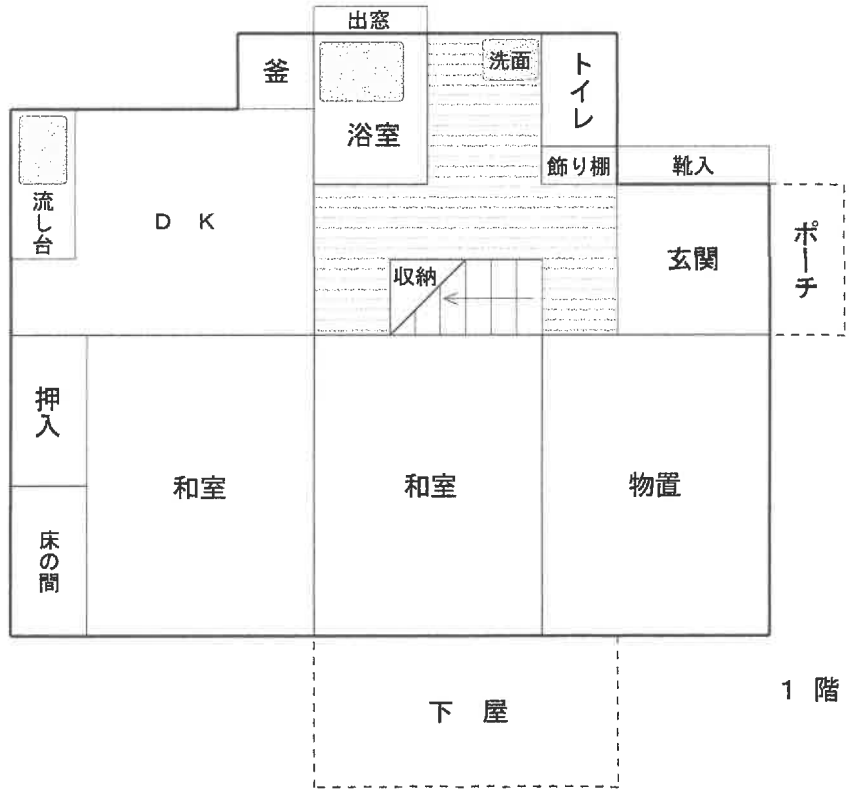 出窓
釜
洗面
トイレ
浴室
飾り棚
靴入
流し台
DK
収納
玄関
ポーチ
押入
和室
和室
物置
床の間
下屋
1階